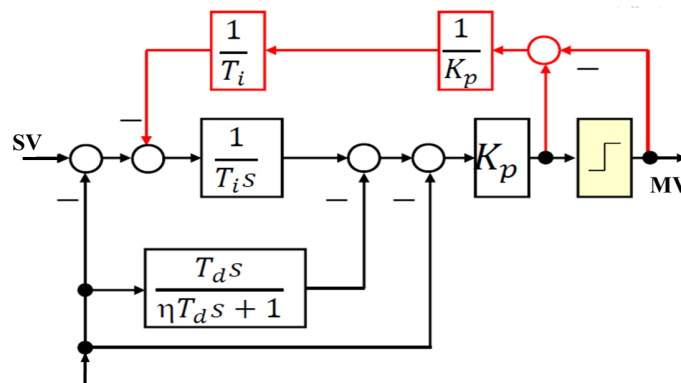 1 / T_i
1 / K_p
−
−
SV
1 / (T_i s)
K_p
MV
−
−
−
T_d s / (ηT_d s + 1)